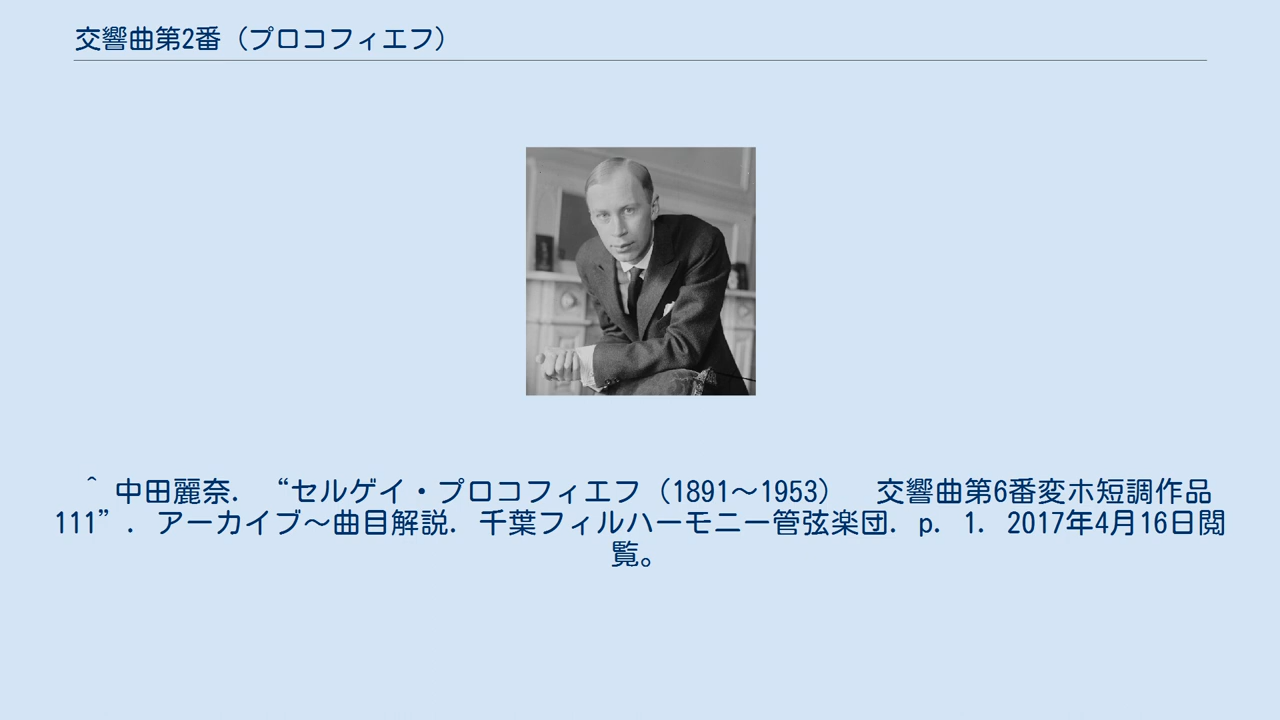 交響曲第2番（プロコフィエフ）
^ 中田麗奈. “セルゲイ・プロコフィエフ（1891～1953）　交響曲第6番変ホ短調作品
111”. アーカイブ～曲目解説. 千葉フィルハーモニー管弦楽団. p. 1. 2017年4月16日閲
覧。